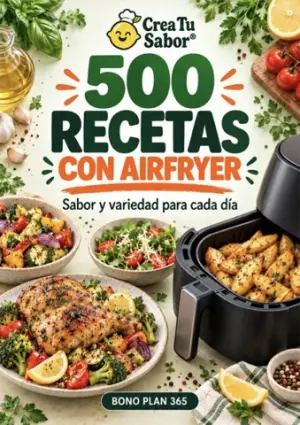 Crea Tu
Sabor®
500
RECETAS
CON AIRFRYER
Sabor y variedad para cada día
BONO PLAN 365